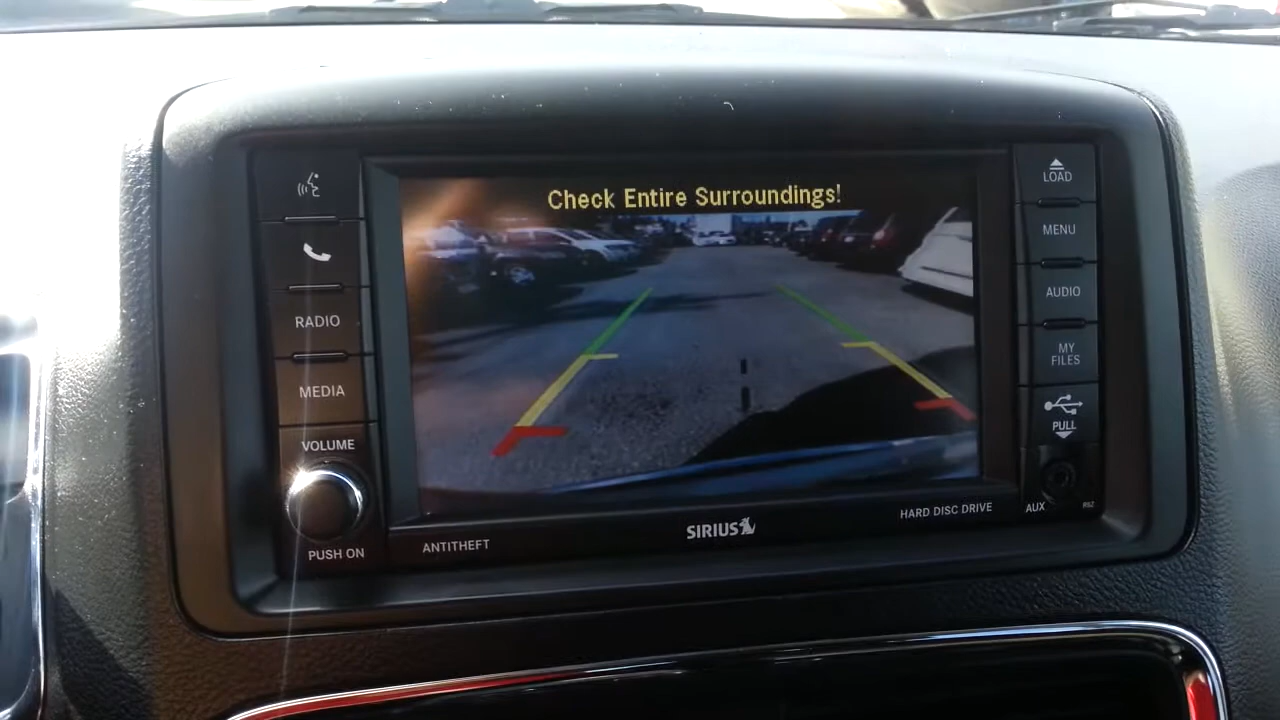 Check Entire Surroundings!
RADIO
MEDIA
VOLUME
PUSH ON
ANTITHEFT
SIRIUS
HARD DISC DRIVE
LOAD
MENU
AUDIO
MY
FILES
PULL
AUX